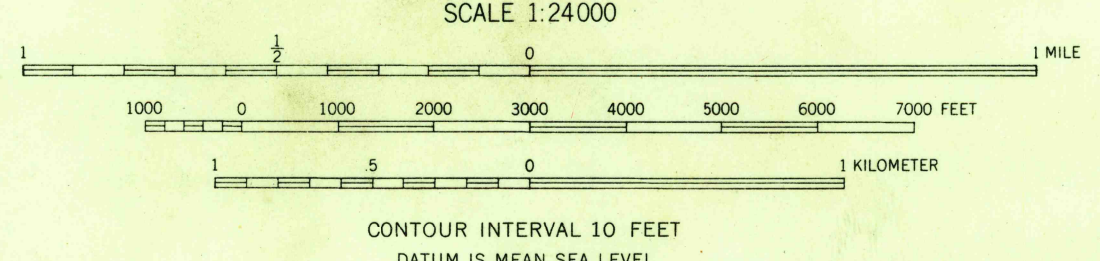 SCALE 1:24000
1 1/2 0 1 MILE
1000 0 1000 2000 3000 4000 5000 6000 7000 FEET
1 .5 0 1 KILOMETER
CONTOUR INTERVAL 10 FEET
DATUM IS MEAN SEA LEVEL